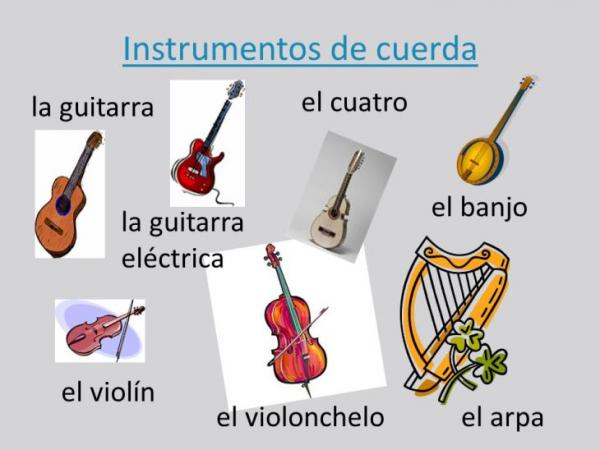 Instrumentos de cuerda
la guitarra
el cuatro
la guitarra
eléctrica
el banjo
el violín
el violonchelo
el arpa